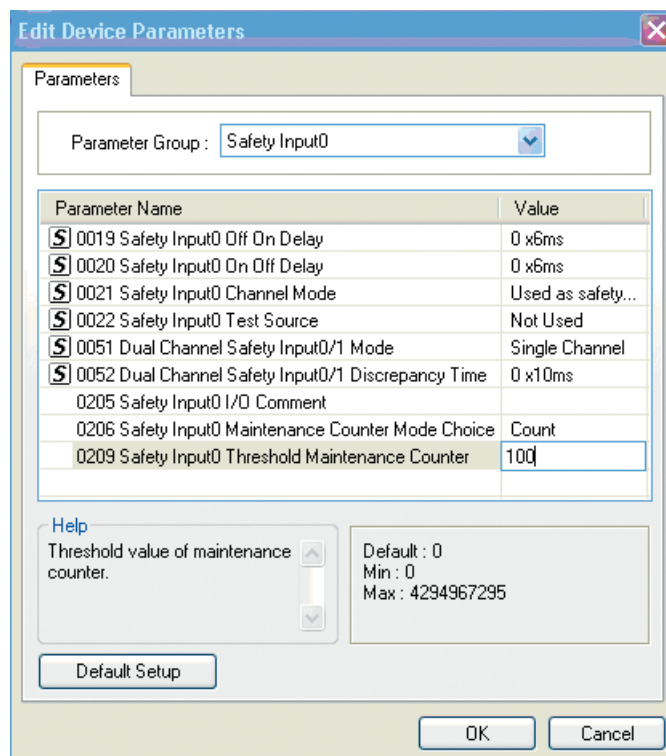 Edit Device Parameters
Parameters
Parameter Group : Safety Input0
Parameter Name Value
S 0019 Safety Input0 Off On Delay 0 x6ms
S 0020 Safety Input0 On Off Delay 0 x6ms
S 0021 Safety Input0 Channel Mode Used as safety...
S 0022 Safety Input0 Test Source Not Used
S 0051 Dual Channel Safety Input0/1 Mode Single Channel
S 0052 Dual Channel Safety Input0/1 Discrepancy Time 0 x10ms
0205 Safety Input0 I/O Comment
0206 Safety Input0 Maintenance Counter Mode Choice Count
0209 Safety Input0 Threshold Maintenance Counter 100
Help
Threshold value of maintenance
counter.
Default : 0
Min : 0
Max : 4294967295
Default Setup
OK Cancel